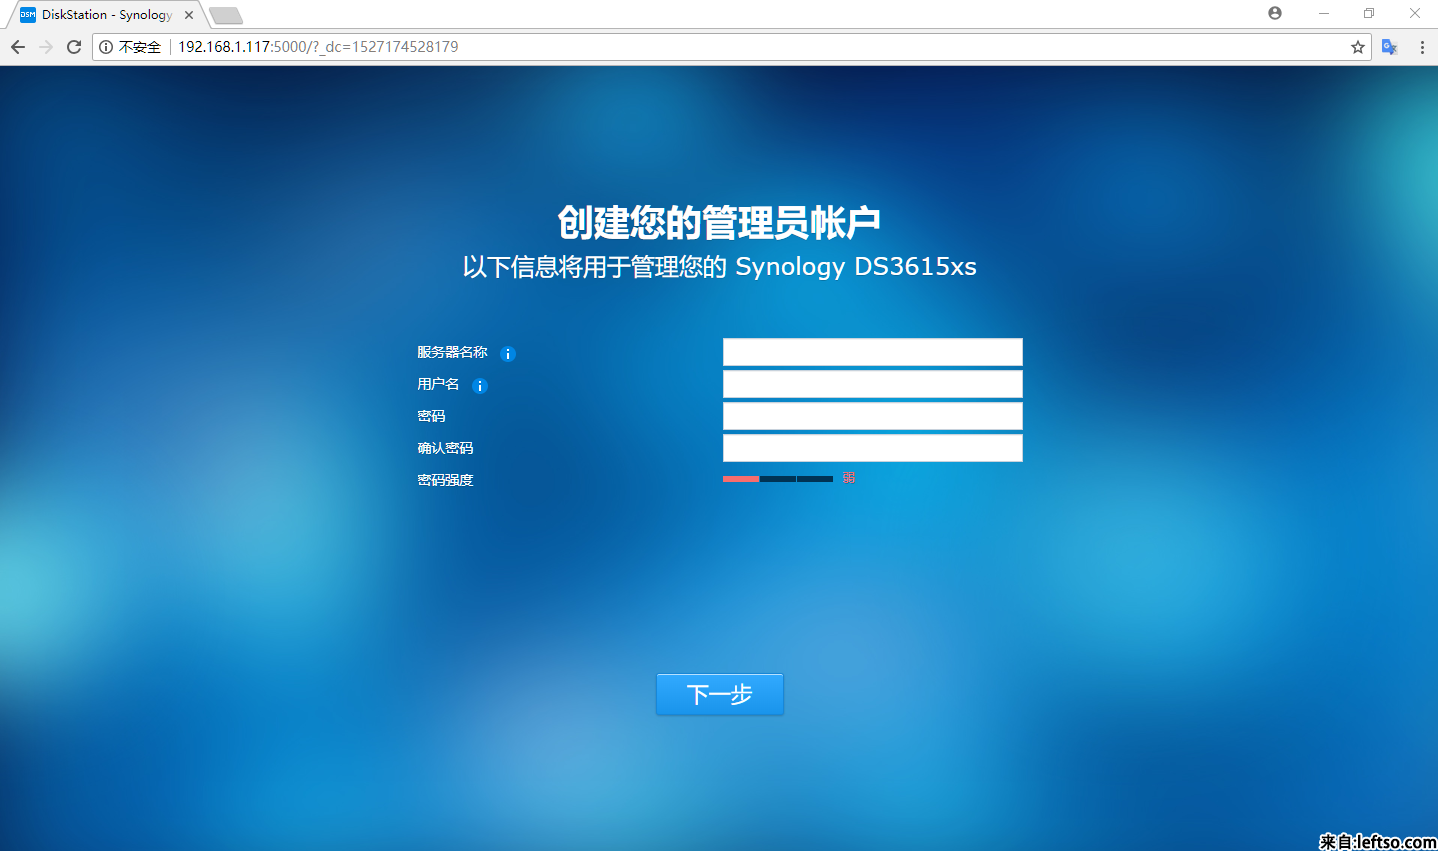 DSM DiskStation - Synology
不安全 192.168.1.117:5000/?_dc=1527174528179
创建您的管理员帐户
以下信息将用于管理您的 Synology DS3615xs
服务器名称
用户名
密码
确认密码
密码强度 弱
下一步
来自:leftso.com